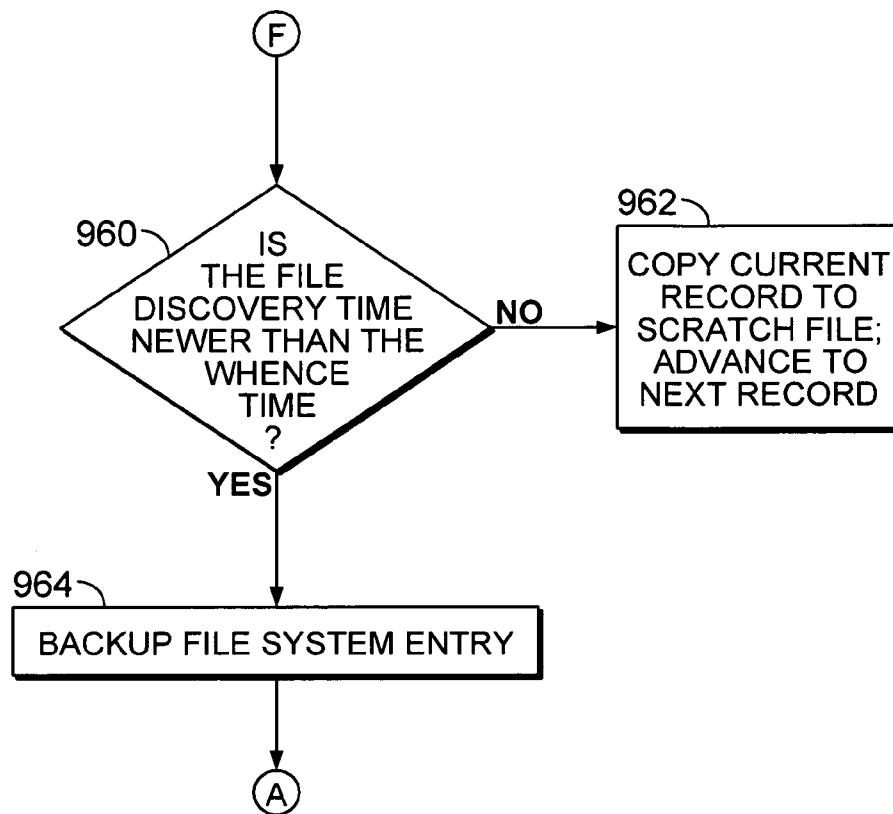 F
960
IS
THE FILE
DISCOVERY TIME
NEWER THAN THE
WHENCE
TIME
?
NO
YES
962
COPY CURRENT
RECORD TO
SCRATCH FILE;
ADVANCE TO
NEXT RECORD
964
BACKUP FILE SYSTEM ENTRY
A